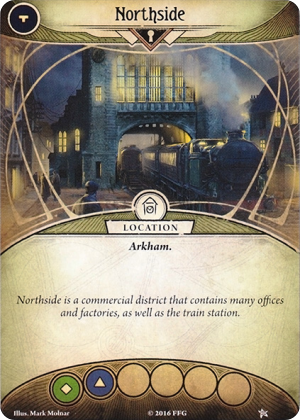 Northside
LOCATION
Arkham.
Northside is a commercial district that contains many offices
and factories, as well as the train station.
Illus. Mark Molnar
© 2016 FFG